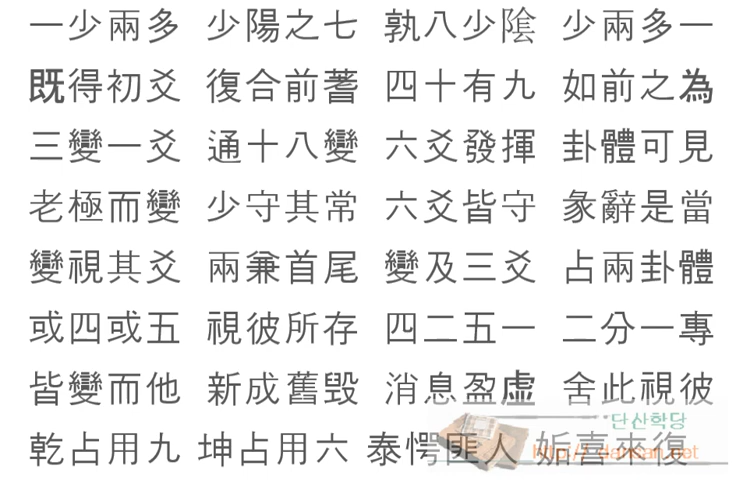 一少兩多 少陽之七 孰八少陰 少兩多一
既得初爻 復合前蓍 四十有九 如前之為
三變一爻 通十八變 六爻發揮 卦體可見
老極而變 少守其常 六爻皆守 彖辭是當
變視其爻 兩兼首尾 變及三爻 占兩卦體
或四或五 視彼所存 四二五一 二分一專
皆變而他 新成舊毀 消息盈虛 舍此視彼
乾占用九 坤占用六 泰愕匪人 姤喜來復
단산학당
http://dansan.net